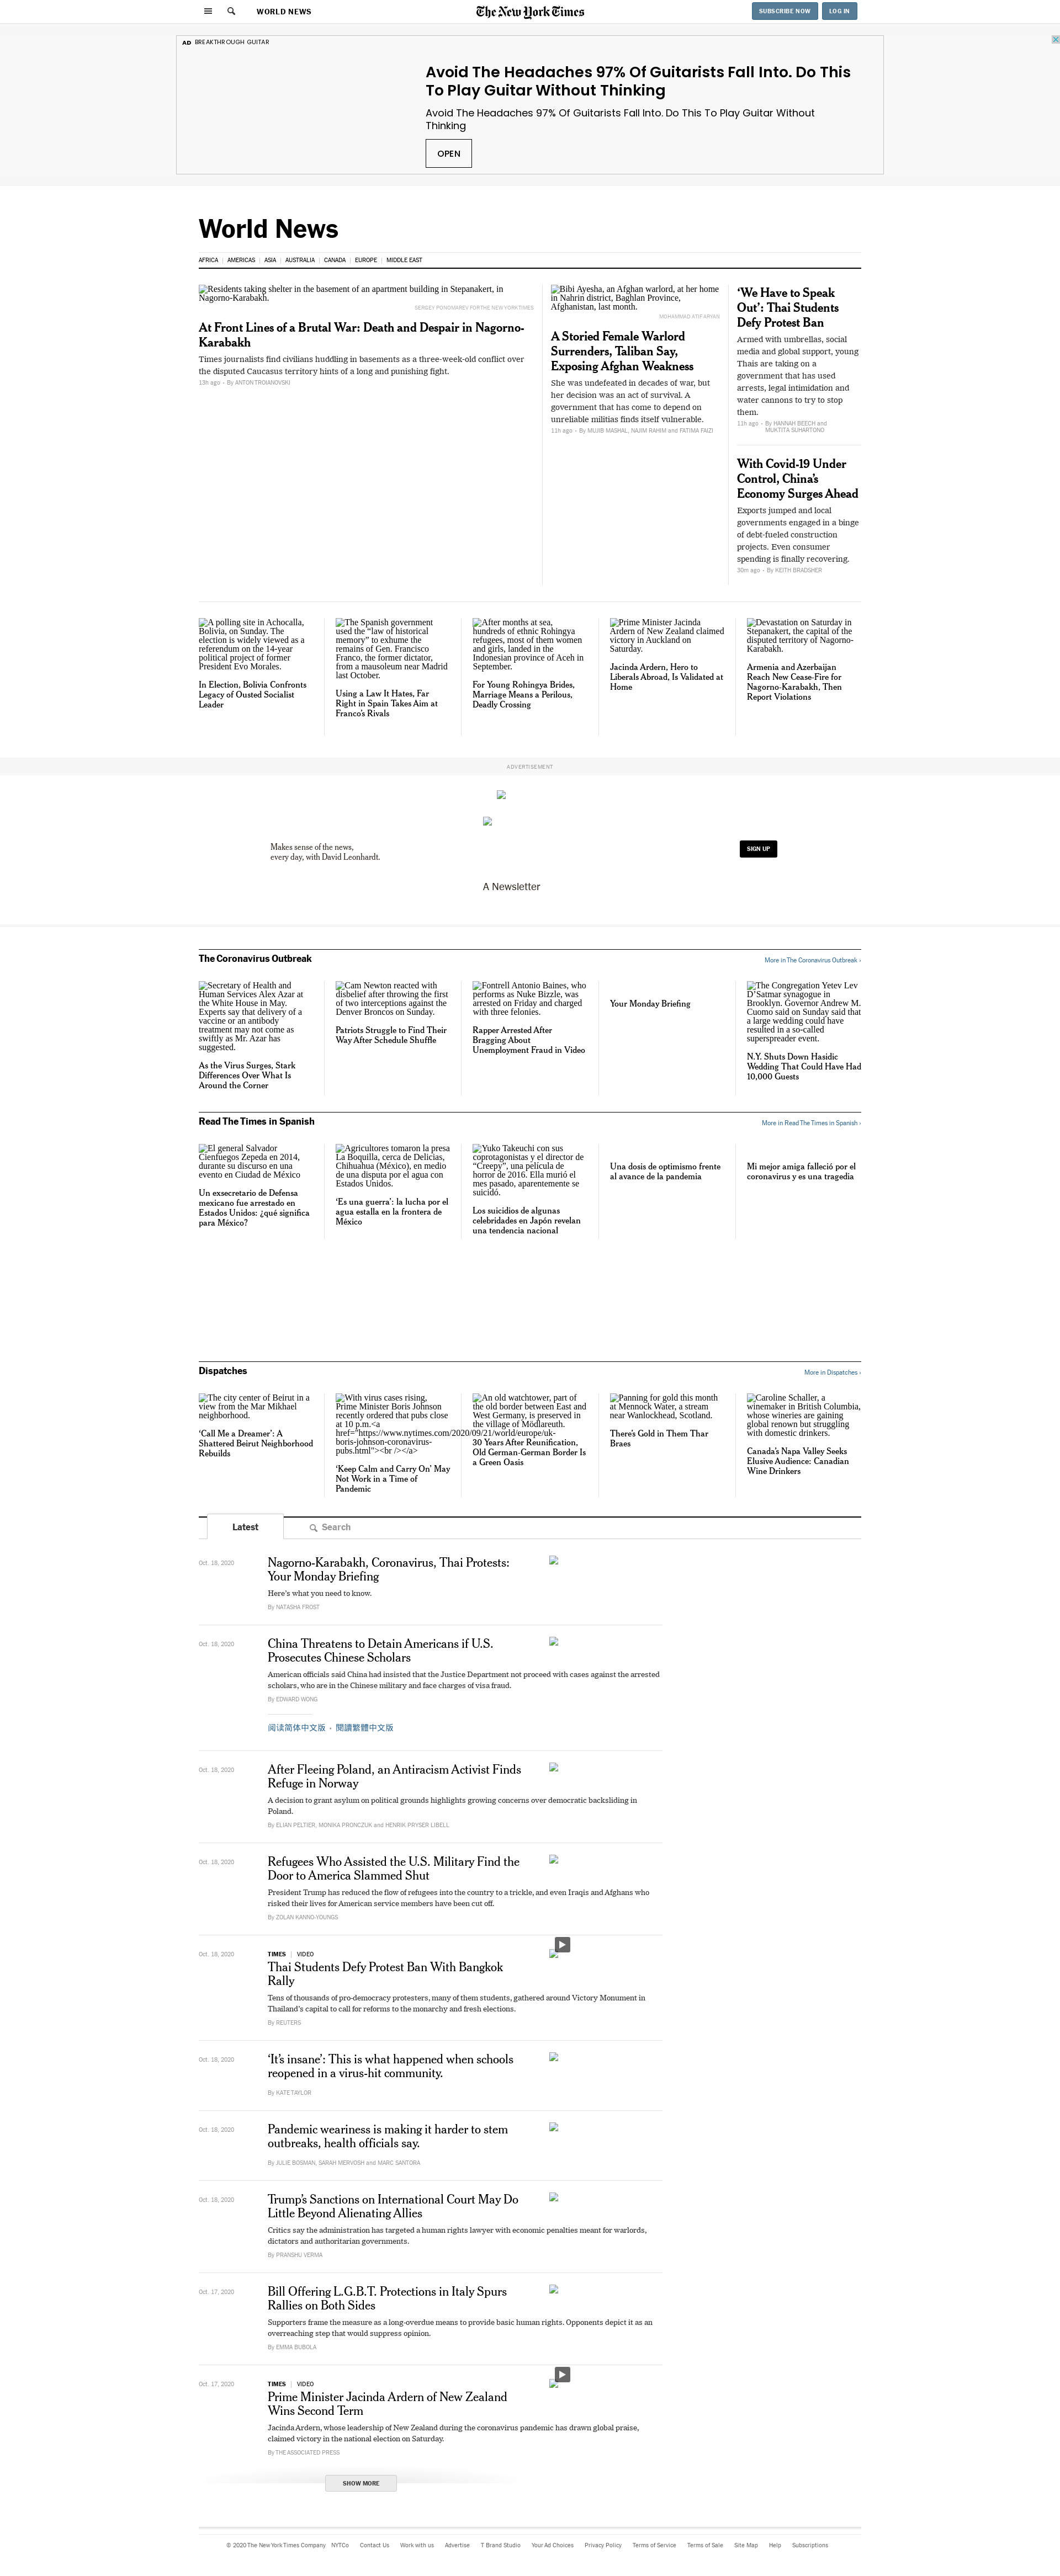 WORLD NEWS
The New York Times
SUBSCRIBE NOW
LOG IN
AD BREAKTHROUGH GUITAR
Avoid The Headaches 97% Of Guitarists Fall Into. Do This
To Play Guitar Without Thinking
Avoid The Headaches 97% Of Guitarists Fall Into. Do This To Play Guitar Without
Thinking
OPEN
World News
AFRICA | AMERICAS | ASIA | AUSTRALIA | CANADA | EUROPE | MIDDLE EAST
Residents taking shelter in the basement of an apartment building in Stepanakert, in
Nagorno-Karabakh.
SERGEY PONOMAREV FOR THE NEW YORK TIMES
At Front Lines of a Brutal War: Death and Despair in Nagorno-
Karabakh
Times journalists find civilians huddling in basements as a three-week-old conflict over
the disputed Caucasus territory hints of a long and punishing fight.
13h ago • By ANTON TROIANOVSKI
Bibi Ayesha, an Afghan warlord, at her home
in Nahrin district, Baghlan Province,
Afghanistan, last month.
MOHAMMAD ATIF ARYAN
A Storied Female Warlord
Surrenders, Taliban Say,
Exposing Afghan Weakness
She was undefeated in decades of war, but
her decision was an act of survival. A
government that has come to depend on
unreliable militias finds itself vulnerable.
11h ago • By MUJIB MASHAL, NAJIM RAHIM and FATIMA FAIZI
‘We Have to Speak
Out’: Thai Students
Defy Protest Ban
Armed with umbrellas, social
media and global support, young
Thais are taking on a
government that has used
arrests, legal intimidation and
water cannons to try to stop
them.
11h ago • By HANNAH BEECH and
MUKTITA SUHARTONO
With Covid-19 Under
Control, China’s
Economy Surges Ahead
Exports jumped and local
governments engaged in a binge
of debt-fueled construction
projects. Even consumer
spending is finally recovering.
30m ago • By KEITH BRADSHER
A polling site in Achocalla,
Bolivia, on Sunday. The
election is widely viewed as a
referendum on the 14-year
political project of former
President Evo Morales.
In Election, Bolivia Confronts
Legacy of Ousted Socialist
Leader
The Spanish government
used the “law of historical
memory” to exhume the
remains of Gen. Francisco
Franco, the former dictator,
from a mausoleum near Madrid
last October.
Using a Law It Hates, Far
Right in Spain Takes Aim at
Franco’s Rivals
After months at sea,
hundreds of ethnic Rohingya
refugees, most of them women
and girls, landed in the
Indonesian province of Aceh in
September.
For Young Rohingya Brides,
Marriage Means a Perilous,
Deadly Crossing
Prime Minister Jacinda
Ardern of New Zealand claimed
victory in Auckland on
Saturday.
Jacinda Ardern, Hero to
Liberals Abroad, Is Validated at
Home
Devastation on Saturday in
Stepanakert, the capital of the
disputed territory of Nagorno-
Karabakh.
Armenia and Azerbaijan
Reach New Cease-Fire for
Nagorno-Karabakh, Then
Report Violations
ADVERTISEMENT
Makes sense of the news,
every day, with David Leonhardt.
SIGN UP
A Newsletter
The Coronavirus Outbreak
More in The Coronavirus Outbreak ›
Secretary of Health and
Human Services Alex Azar at
the White House in May.
Experts say that delivery of a
vaccine or an antibody
treatment may not come as
swiftly as Mr. Azar has
suggested.
As the Virus Surges, Stark
Differences Over What Is
Around the Corner
Cam Newton reacted with
disbelief after throwing the first
of two interceptions against the
Denver Broncos on Sunday.
Patriots Struggle to Find Their
Way After Schedule Shuffle
Fontrell Antonio Baines, who
performs as Nuke Bizzle, was
arrested on Friday and charged
with three felonies.
Rapper Arrested After
Bragging About
Unemployment Fraud in Video
Your Monday Briefing
The Congregation Yetev Lev
D’Satmar synagogue in
Brooklyn. Governor Andrew M.
Cuomo said on Sunday said that
a large wedding could have
resulted in a so-called
superspreader event.
N.Y. Shuts Down Hasidic
Wedding That Could Have Had
10,000 Guests
Read The Times in Spanish
More in Read The Times in Spanish ›
El general Salvador
Cienfuegos Zepeda en 2014,
durante su discurso en una
evento en Ciudad de México
Un exsecretario de Defensa
mexicano fue arrestado en
Estados Unidos: ¿qué significa
para México?
Agricultores tomaron la presa
La Boquilla, cerca de Delicias,
Chihuahua (México), en medio
de una disputa por el agua con
Estados Unidos.
‘Es una guerra’: la lucha por el
agua estalla en la frontera de
México
Yuko Takeuchi con sus
coprotagonistas y el director de
“Creepy”, una película de
horror de 2016. Ella murió el
mes pasado, aparentemente se
suicidó.
Los suicidios de algunas
celebridades en Japón revelan
una tendencia nacional
Una dosis de optimismo frente
al avance de la pandemia
Mi mejor amiga falleció por el
coronavirus y es una tragedia
Dispatches
More in Dispatches ›
The city center of Beirut in a
view from the Mar Mikhael
neighborhood.
‘Call Me a Dreamer’: A
Shattered Beirut Neighborhood
Rebuilds
With virus cases rising,
Prime Minister Boris Johnson
recently ordered that pubs close
at 10 p.m.<a
href="https://www.nytimes.com/2020/09/21/world/europe/uk-
boris-johnson-coronavirus-
pubs.html"><br /></a>
‘Keep Calm and Carry On’ May
Not Work in a Time of
Pandemic
An old watchtower, part of
the old border between East and
West Germany, is preserved in
the village of Mödlareuth.
30 Years After Reunification,
Old German-German Border Is
a Green Oasis
Panning for gold this month
at Mennock Water, a stream
near Wanlockhead, Scotland.
There’s Gold in Them Thar
Braes
Caroline Schaller, a
winemaker in British Columbia,
whose wineries are gaining
global renown but struggling
with domestic drinkers.
Canada’s Napa Valley Seeks
Elusive Audience: Canadian
Wine Drinkers
Latest
Search
Oct. 18, 2020
Nagorno-Karabakh, Coronavirus, Thai Protests:
Your Monday Briefing
Here’s what you need to know.
By NATASHA FROST
Oct. 18, 2020
China Threatens to Detain Americans if U.S.
Prosecutes Chinese Scholars
American officials said China had insisted that the Justice Department not proceed with cases against the arrested
scholars, who are in the Chinese military and face charges of visa fraud.
By EDWARD WONG
阅读简体中文版 • 閱讀繁體中文版
Oct. 18, 2020
After Fleeing Poland, an Antiracism Activist Finds
Refuge in Norway
A decision to grant asylum on political grounds highlights growing concerns over democratic backsliding in
Poland.
By ELIAN PELTIER, MONIKA PRONCZUK and HENRIK PRYSER LIBELL
Oct. 18, 2020
Refugees Who Assisted the U.S. Military Find the
Door to America Slammed Shut
President Trump has reduced the flow of refugees into the country to a trickle, and even Iraqis and Afghans who
risked their lives for American service members have been cut off.
By ZOLAN KANNO-YOUNGS
Oct. 18, 2020
TIMES | VIDEO
Thai Students Defy Protest Ban With Bangkok
Rally
Tens of thousands of pro-democracy protesters, many of them students, gathered around Victory Monument in
Thailand’s capital to call for reforms to the monarchy and fresh elections.
By REUTERS
Oct. 18, 2020
‘It’s insane’: This is what happened when schools
reopened in a virus-hit community.
By KATE TAYLOR
Oct. 18, 2020
Pandemic weariness is making it harder to stem
outbreaks, health officials say.
By JULIE BOSMAN, SARAH MERVOSH and MARC SANTORA
Oct. 18, 2020
Trump’s Sanctions on International Court May Do
Little Beyond Alienating Allies
Critics say the administration has targeted a human rights lawyer with economic penalties meant for warlords,
dictators and authoritarian governments.
By PRANSHU VERMA
Oct. 17, 2020
Bill Offering L.G.B.T. Protections in Italy Spurs
Rallies on Both Sides
Supporters frame the measure as a long-overdue means to provide basic human rights. Opponents depict it as an
overreaching step that would suppress opinion.
By EMMA BUBOLA
Oct. 17, 2020
TIMES | VIDEO
Prime Minister Jacinda Ardern of New Zealand
Wins Second Term
Jacinda Ardern, whose leadership of New Zealand during the coronavirus pandemic has drawn global praise,
claimed victory in the national election on Saturday.
By THE ASSOCIATED PRESS
SHOW MORE
© 2020 The New York Times Company NYTCo Contact Us Work with us Advertise T Brand Studio Your Ad Choices Privacy Policy Terms of Service Terms of Sale Site Map Help Subscriptions